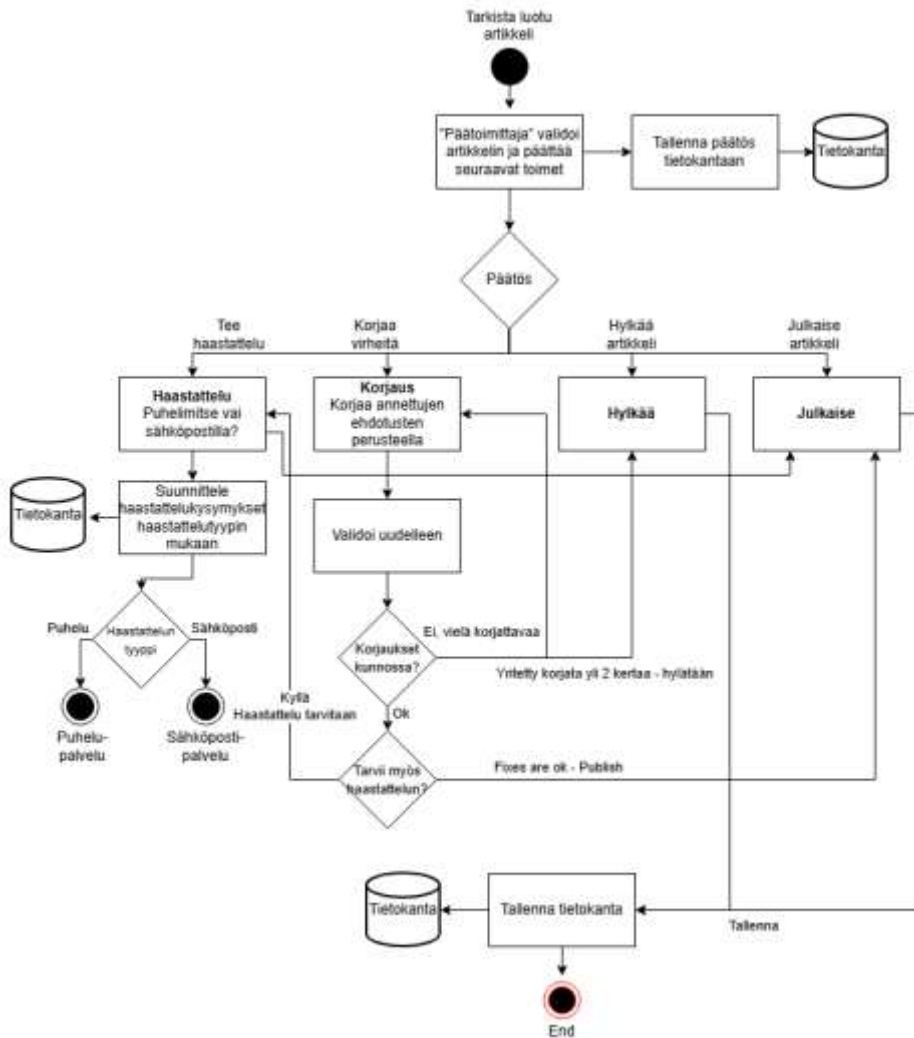 Tarkista luotu
artikkeli
"Päätoimittaja" validoi
artikkelin ja päättää
seuraavat toimet
Tallenna päätös
tietokantaan
Tietokanta
Päätös
Tee
haastattelu
Korjaa
virheitä
Hylkää
artikkeli
Julkaise
artikkeli
Haastattelu
Puhelimitse vai
sähköpostilla?
Korjaus
Korjaa annettujen
ehdotusten
perusteella
Hylkää
Julkaise
Tietokanta
Suunnittele
haastattelukysymykset
haastattelutyypin
mukaan
Validoi uudelleen
Puhelu
Haastattelun
tyyppi
Sähköposti
Korjaukset
kunnossa?
Ei, vielä korjattavaa
Yritetty korjata yli 2 kertaa - hylätään
Kyllä
Haastattelu tarvitaan
Ok
Puhelu-
palvelu
Sähköposti-
palvelu
Tarvii myös
haastattelun?
Fixes are ok - Publish
Tietokanta
Tallenna tietokanta
Tallenna
End